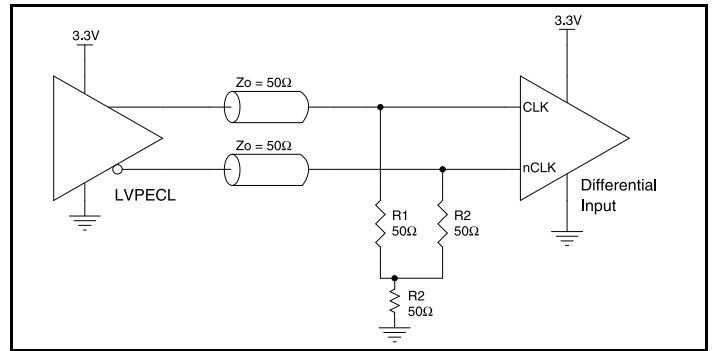 3.3V
3.3V
Zo = 50Ω
CLK
Zo = 50Ω
nCLK
LVPECL
Differential
Input
R1
50Ω
R2
50Ω
R2
50Ω